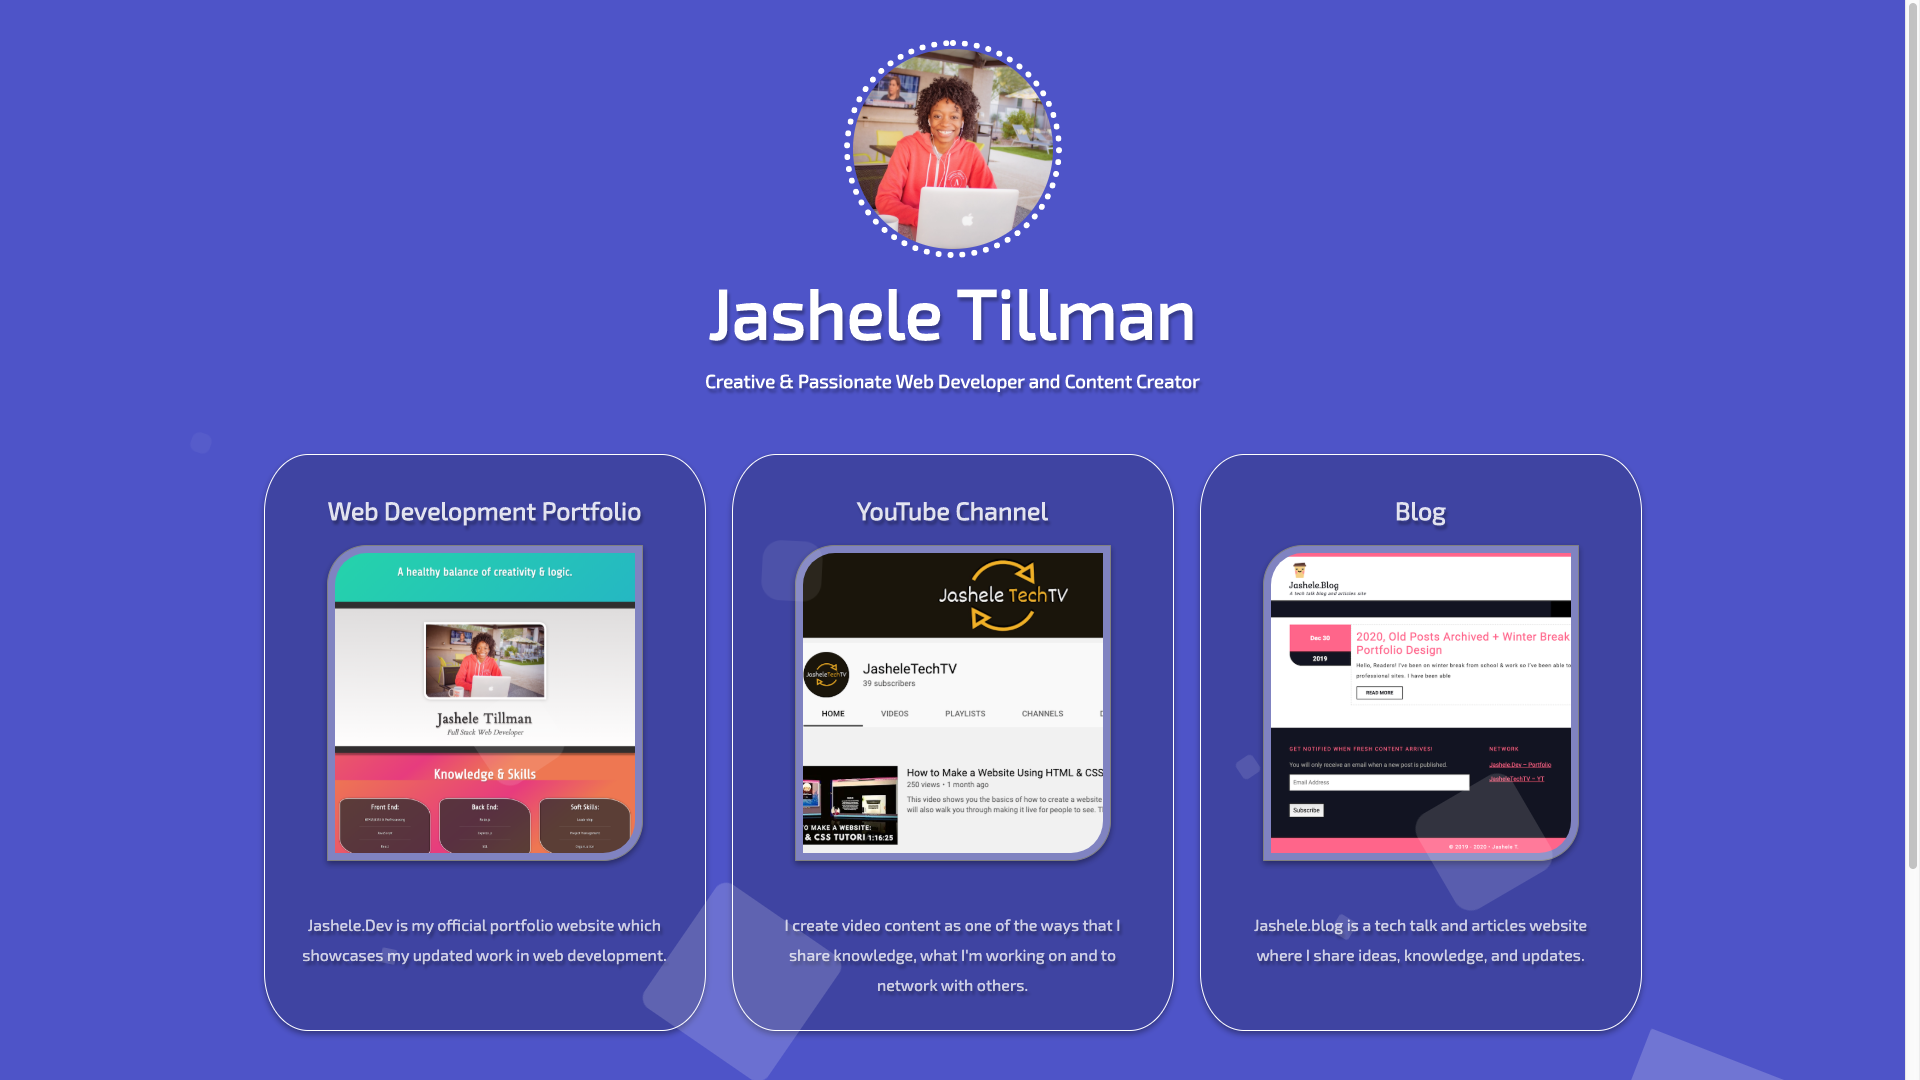 Jashele Tillman
Creative & Passionate Web Developer and Content Creator
Web Development Portfolio
A healthy balance of creativity & logic.
Jashele Tillman
Full Stack Web Developer
Knowledge & Skills
Front End:
Back End:
Soft Skills:
Jashele.Dev is my official portfolio website which
showcases my updated work in web development.
YouTube Channel
Jashele TechTV
JasheleTechTV
JasheleTechTV
39 subscribers
HOME VIDEOS PLAYLISTS CHANNELS
How to Make a Website Using HTML & CSS
250 views • 1 month ago
This video shows you the basics of how to create a website
will also walk you through making it live for people to see.
O MAKE A WEBSITE:
& CSS TUTORI 1:16:25
I create video content as one of the ways that I
share knowledge, what I'm working on and to
network with others.
Blog
Jashele.Blog
A tech talk blog and articles site
Dec 30
2019
2020, Old Posts Archived + Winter Break
Portfolio Design
Hello, Readers! I've been on winter break from school & work so I've been able to
professional sites. I have been able
READ MORE
GET NOTIFIED WHEN FRESH CONTENT ARRIVES!
You will only receive an email when a new post is published.
Email Address
Subscribe
NETWORK
Jashele.Dev – Portfolio
JasheleTechTV – YT
© 2019 - 2020 - Jashele T.
Jashele.blog is a tech talk and articles website
where I share ideas, knowledge, and updates.